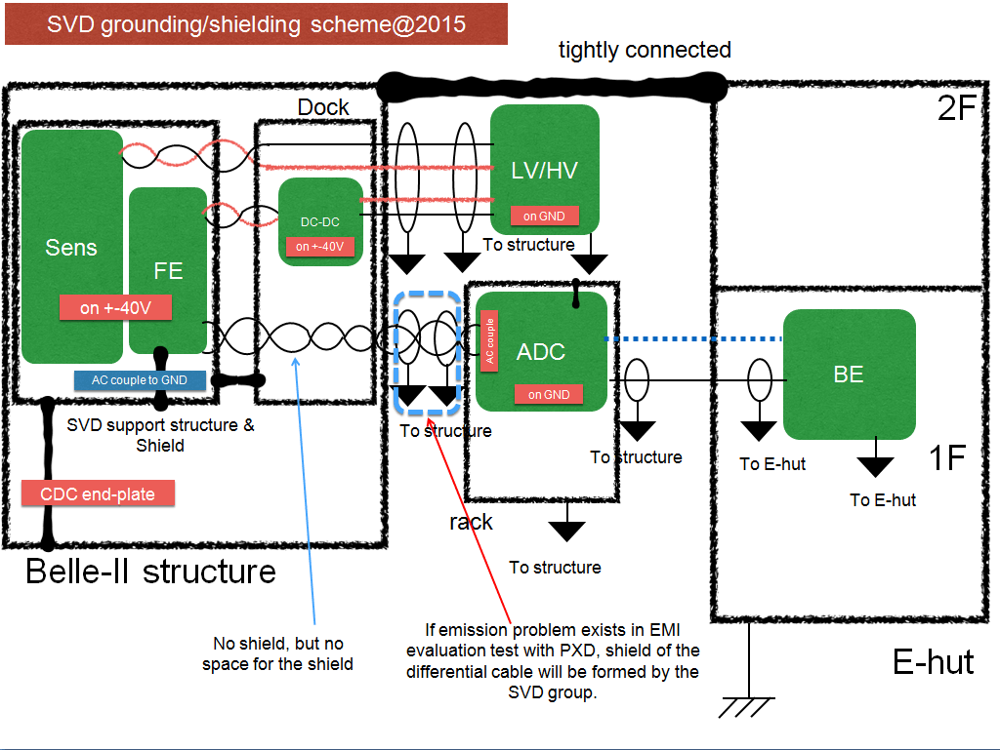 SVD grounding/shielding scheme@2015
tightly connected
Dock
2F
LV/HV
on GND
To structure
DC-DC
on +-40V
Sens
FE
on +-40V
AC couple
ADC
on GND
BE
AC couple to GND
SVD support structure &
Shield
To structure
To structure
To E-hut
1F
To E-hut
CDC end-plate
rack
Belle-II structure
To structure
No shield, but no
space for the shield
If emission problem exists in EMI
evaluation test with PXD, shield of the
differential cable will be formed by the
SVD group.
E-hut